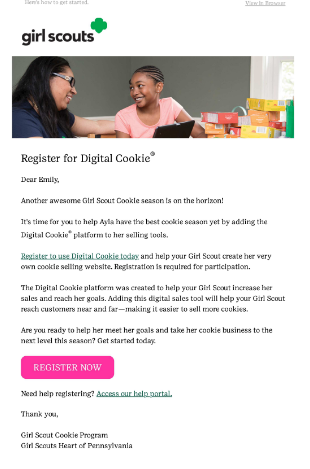 Here's how to get started.
View in Browser
girl scouts
Register for Digital Cookie®
Dear Emily,
Another awesome Girl Scout Cookie season is on the horizon!
It's time for you to help Ayla have the best cookie season yet by adding the
Digital Cookie® platform to her selling tools.
Register to use Digital Cookie today and help your Girl Scout create her very
own cookie selling website. Registration is required for participation.
The Digital Cookie platform was created to help your Girl Scout increase her
sales and reach her goals. Adding this digital sales tool will help your Girl Scout
reach customers near and far—making it easier to sell more cookies.
Are you ready to help her meet her goals and take her cookie business to the
next level this season? Get started today.
REGISTER NOW
Need help registering? Access our help portal.
Thank you,
Girl Scout Cookie Program
Girl Scouts Heart of Pennsylvania